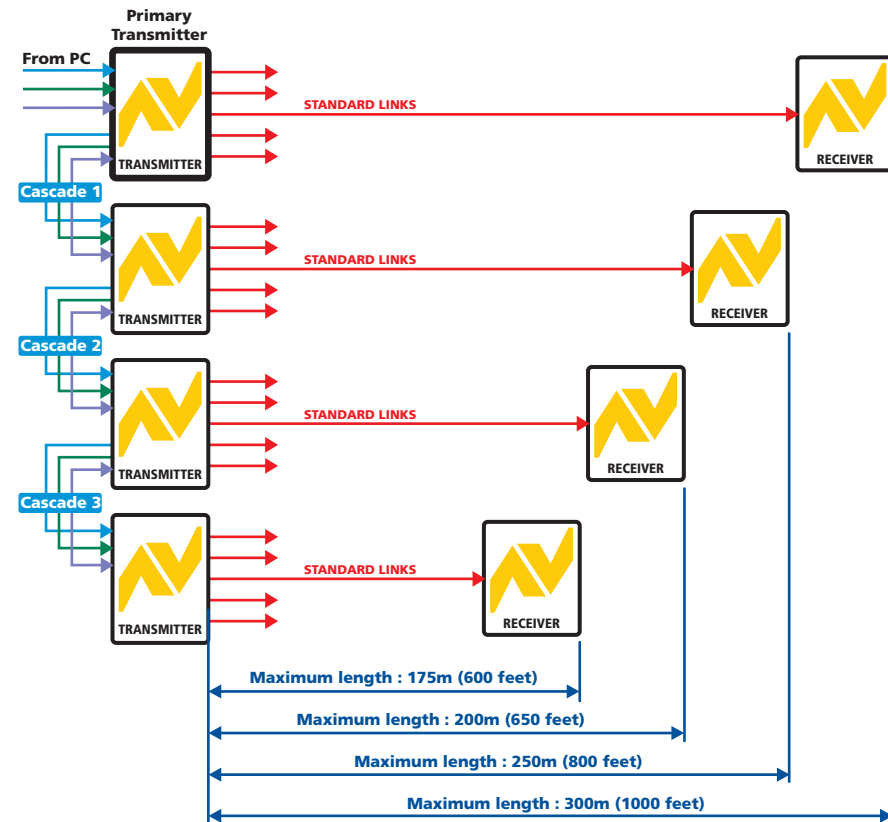 Primary
Transmitter
From PC
STANDARD LINKS
TRANSMITTER
RECEIVER
Cascade 1
STANDARD LINKS
TRANSMITTER
RECEIVER
Cascade 2
STANDARD LINKS
TRANSMITTER
RECEIVER
Cascade 3
STANDARD LINKS
TRANSMITTER
RECEIVER
Maximum length : 175m (600 feet)
Maximum length : 200m (650 feet)
Maximum length : 250m (800 feet)
Maximum length : 300m (1000 feet)